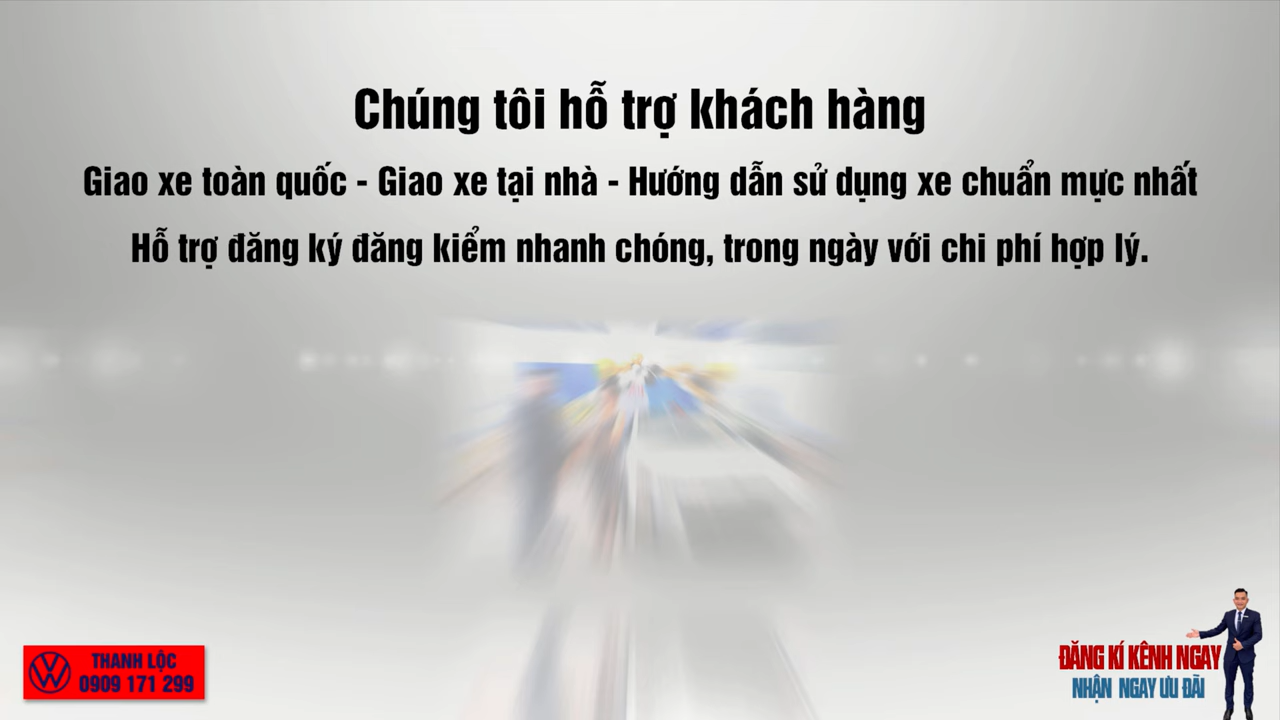 Chúng tôi hỗ trợ khách hàng
Giao xe toàn quốc - Giao xe tại nhà - Hướng dẫn sử dụng xe chuẩn mực nhất
Hỗ trợ đăng ký đăng kiểm nhanh chóng, trong ngày với chi phí hợp lý.
THANH LỘC
0909 171 299
ĐĂNG KÍ KÊNH NGAY
NHẬN NGAY ƯU ĐÃI